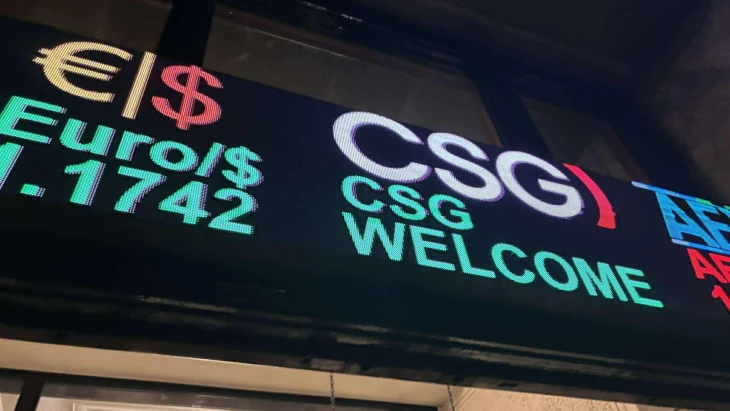 €|$
Euro/$
1.1742
CSG)
CSG
WELCOME